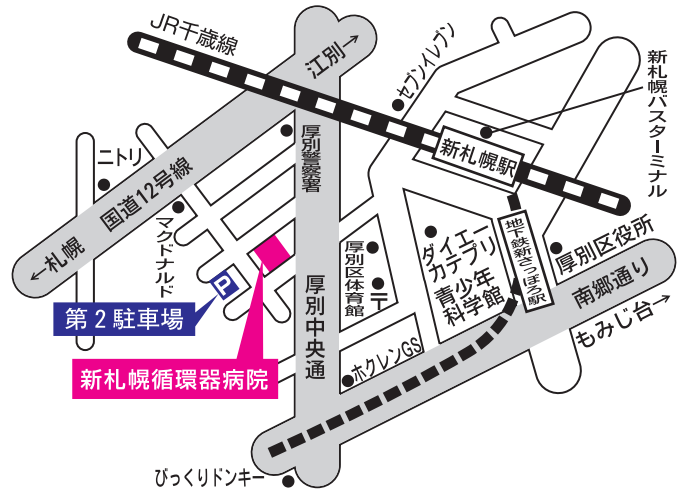 JR千歳線
江別→
セブンイレブン
新札幌バスターミナル
新札幌駅
厚別警察署
ニトリ
国道12号線
←札幌
マクドナルド
P
第2駐車場
新札幌循環器病院
厚別中央通
厚別区体育館
〒
ダイエー
カテプリ
青少年
科学館
地下鉄新さっぽろ駅
厚別区役所
南郷通り
もみじ台→
ホクレンGS
びっくりドンキー